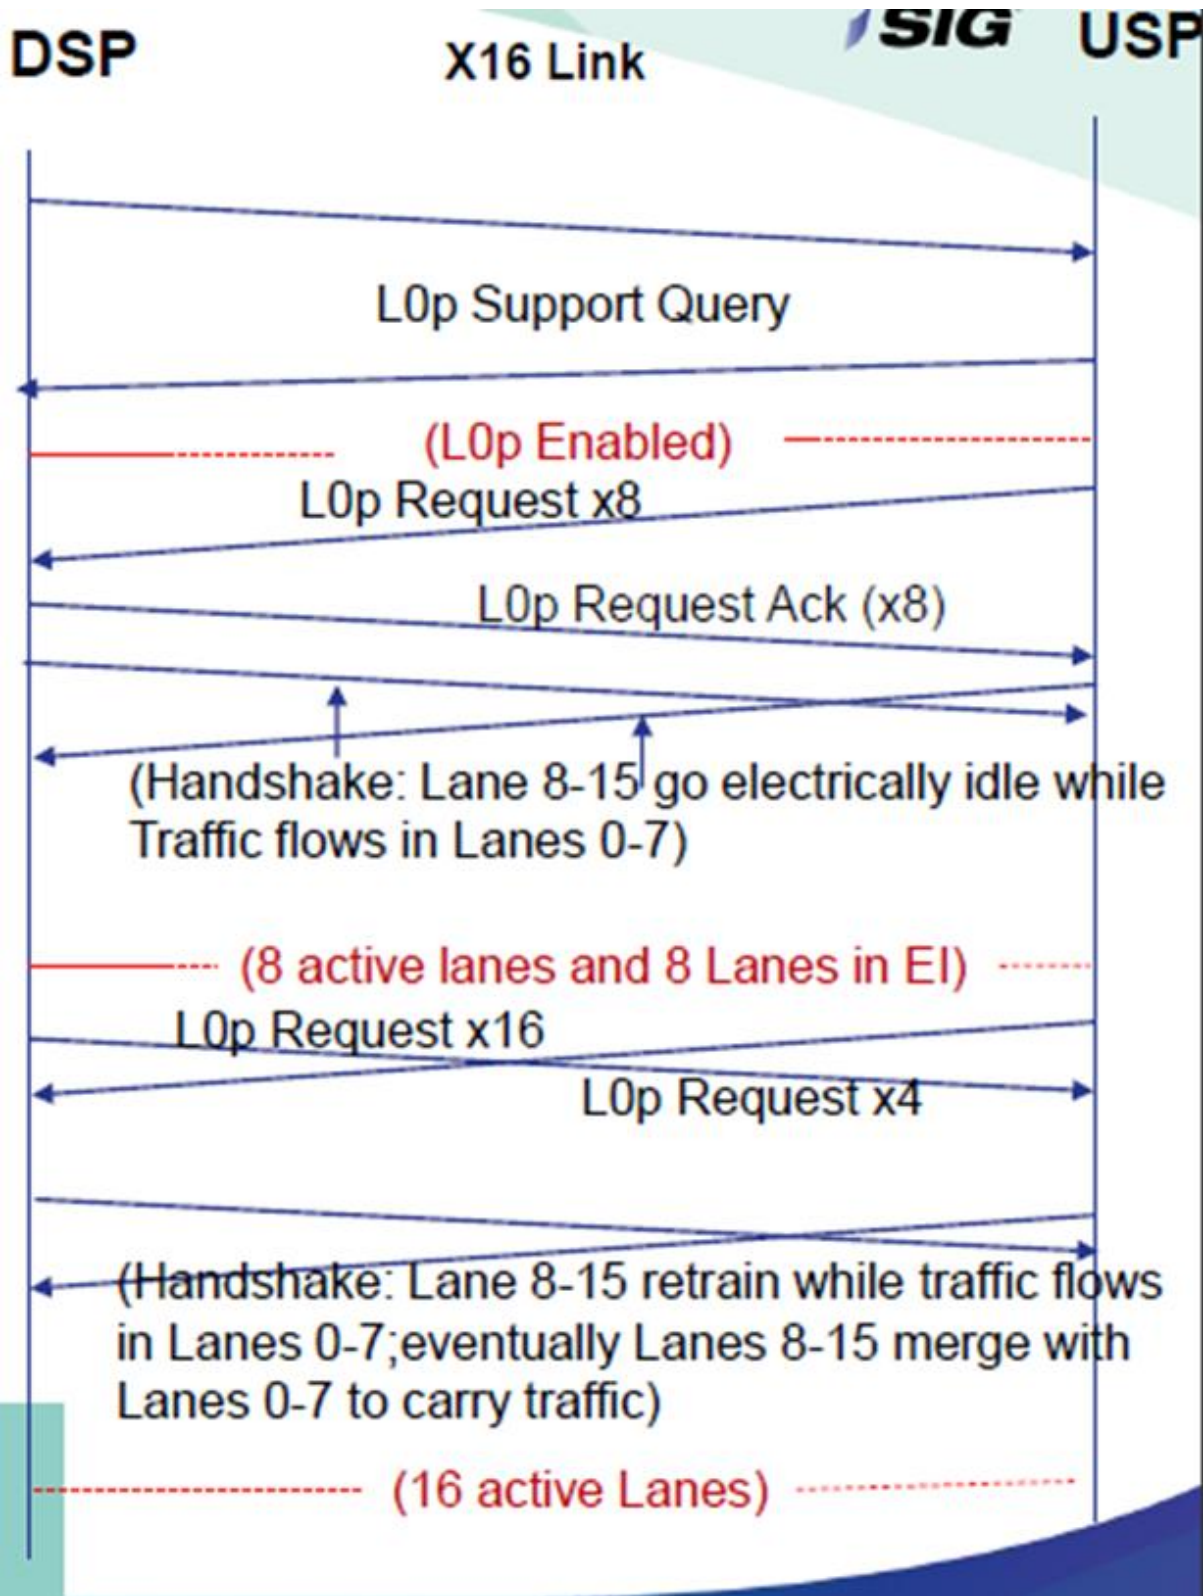 DSP
X16 Link
SIG
USP
L0p Support Query
(L0p Enabled)
L0p Request x8
L0p Request Ack (x8)
(Handshake: Lane 8-15 go electrically idle while
Traffic flows in Lanes 0-7)
(8 active lanes and 8 Lanes in EI)
L0p Request x16
L0p Request x4
(Handshake: Lane 8-15 retrain while traffic flows
in Lanes 0-7;eventually Lanes 8-15 merge with
Lanes 0-7 to carry traffic)
(16 active Lanes)